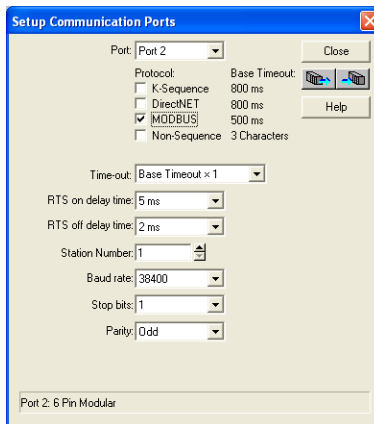 Setup Communication Ports
Port: Port 2 Close
Protocol: Base Timeout:
K-Sequence 800 ms
DirectNET 800 ms Help
MODBUS 500 ms
Non-Sequence 3 Characters
Time-out: Base Timeout × 1
RTS on delay time: 5 ms
RTS off delay time: 2 ms
Station Number: 1
Baud rate: 38400
Stop bits: 1
Parity: Odd
Port 2: 6 Pin Modular